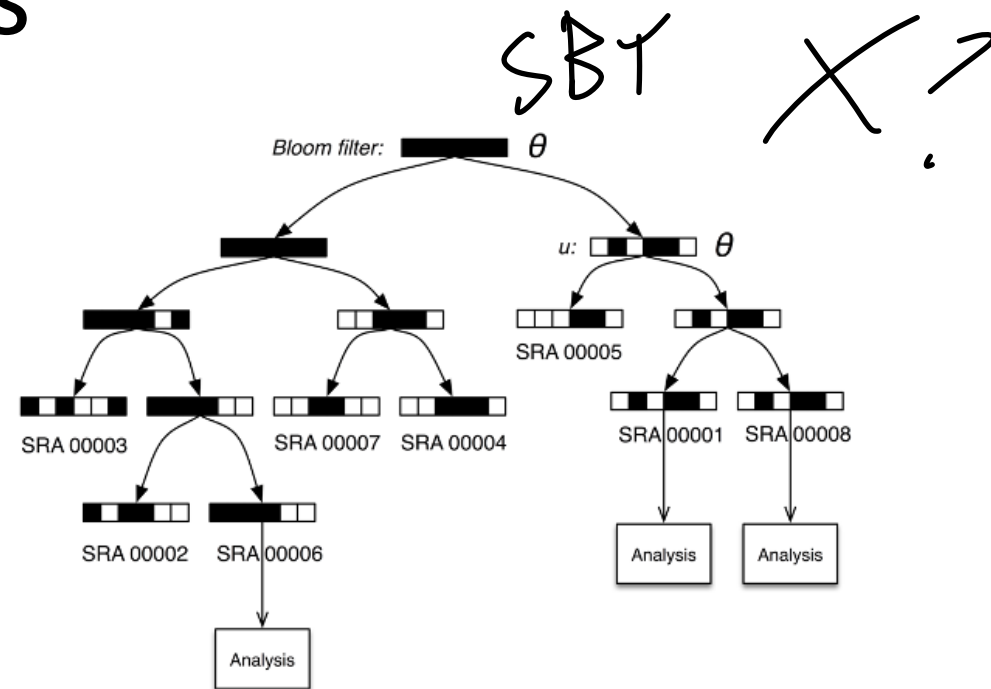 s
SBT X?
Bloom filter: θ
u: θ
SRA 00005
SRA 00003 SRA 00007 SRA 00004 SRA 00001 SRA 00008
SRA 00002 SRA 00006
Analysis Analysis
Analysis